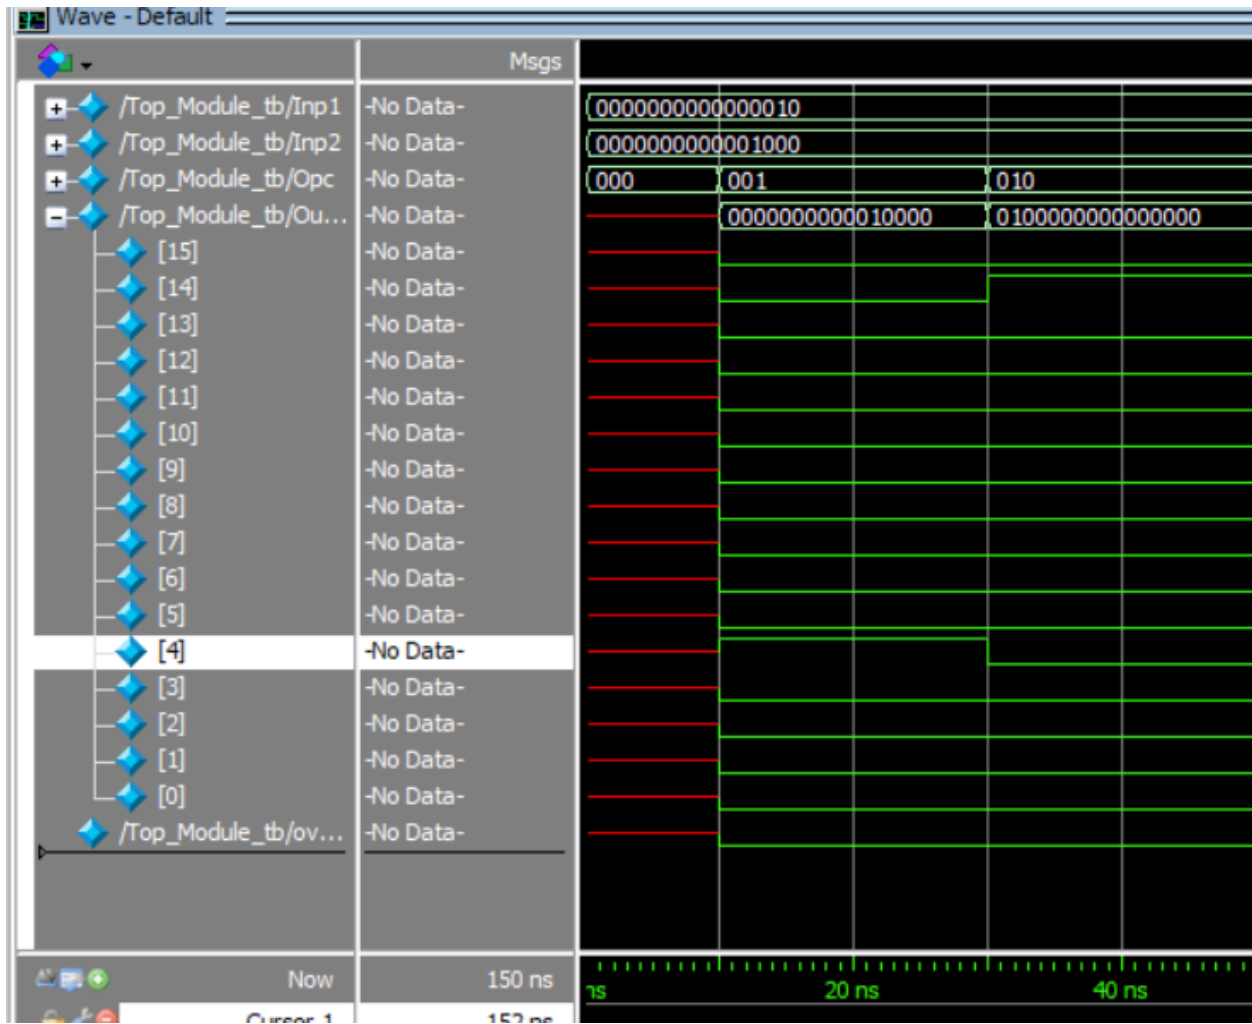 Wave - Default
Msgs
/Top_Module_tb/Inp1 -No Data- 0000000000000010
/Top_Module_tb/Inp2 -No Data- 0000000000001000
/Top_Module_tb/Opc -No Data- 000 001 010
/Top_Module_tb/Ou... -No Data- 0000000000010000 0100000000000000
[15] -No Data-
[14] -No Data-
[13] -No Data-
[12] -No Data-
[11] -No Data-
[10] -No Data-
[9] -No Data-
[8] -No Data-
[7] -No Data-
[6] -No Data-
[5] -No Data-
[4] -No Data-
[3] -No Data-
[2] -No Data-
[1] -No Data-
[0] -No Data-
/Top_Module_tb/ov... -No Data-
Now 150 ns ns 20 ns 40 ns
Cursor 1 152 ns